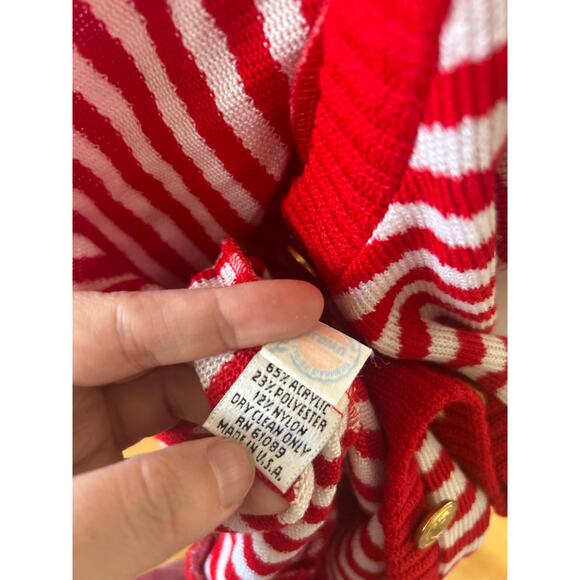 65% ACRYLIC
23% POLYESTER
12% NYLON
DRY CLEAN ONLY
RN 61089
MADE IN U.S.A.